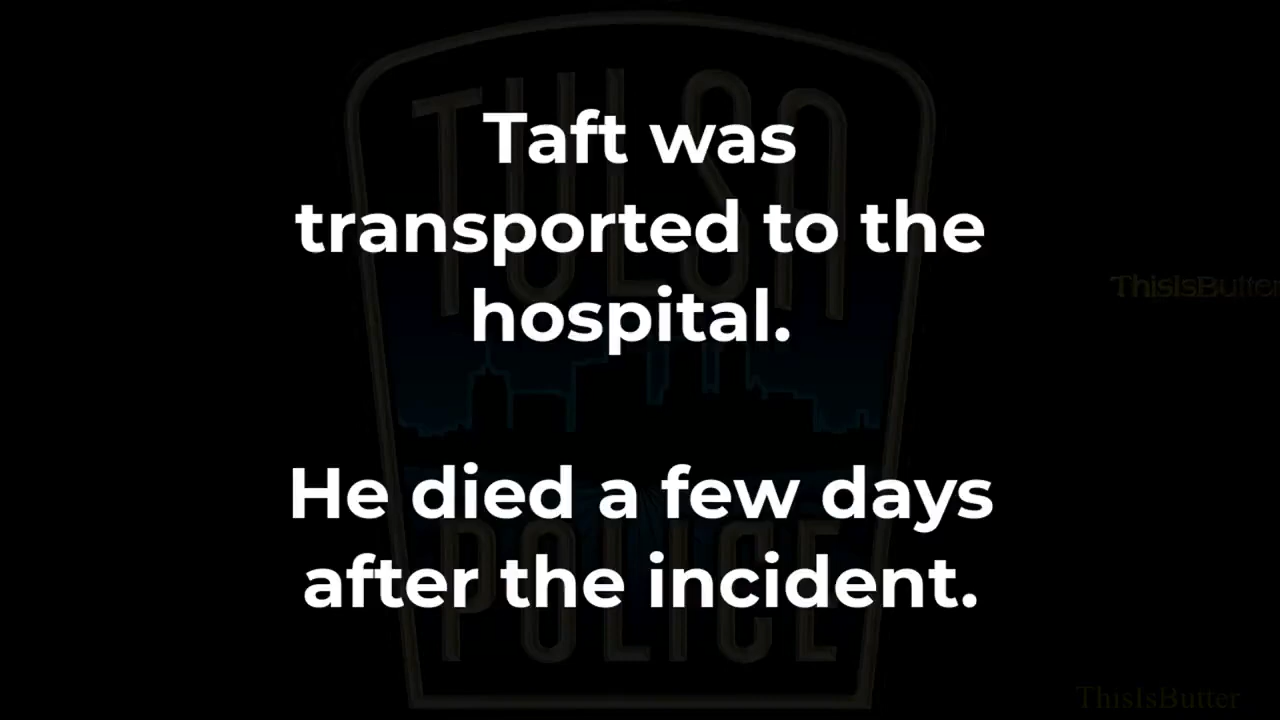 TULSA
Taft was
transported to the
hospital.
ThisIsButter
He died a few days
after the incident.
POLICE
ThisIsButter